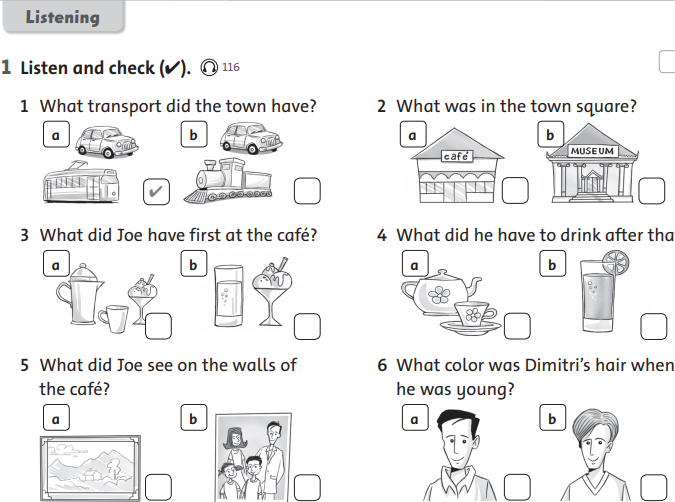 Listening
1 Listen and check (✔). 116
1 What transport did the town have?
a
b
✔
2 What was in the town square?
a
café
b
MUSEUM
3 What did Joe have first at the café?
a
b
4 What did he have to drink after tha
a
b
5 What did Joe see on the walls of
the café?
a
b
6 What color was Dimitri's hair when
he was young?
a
b